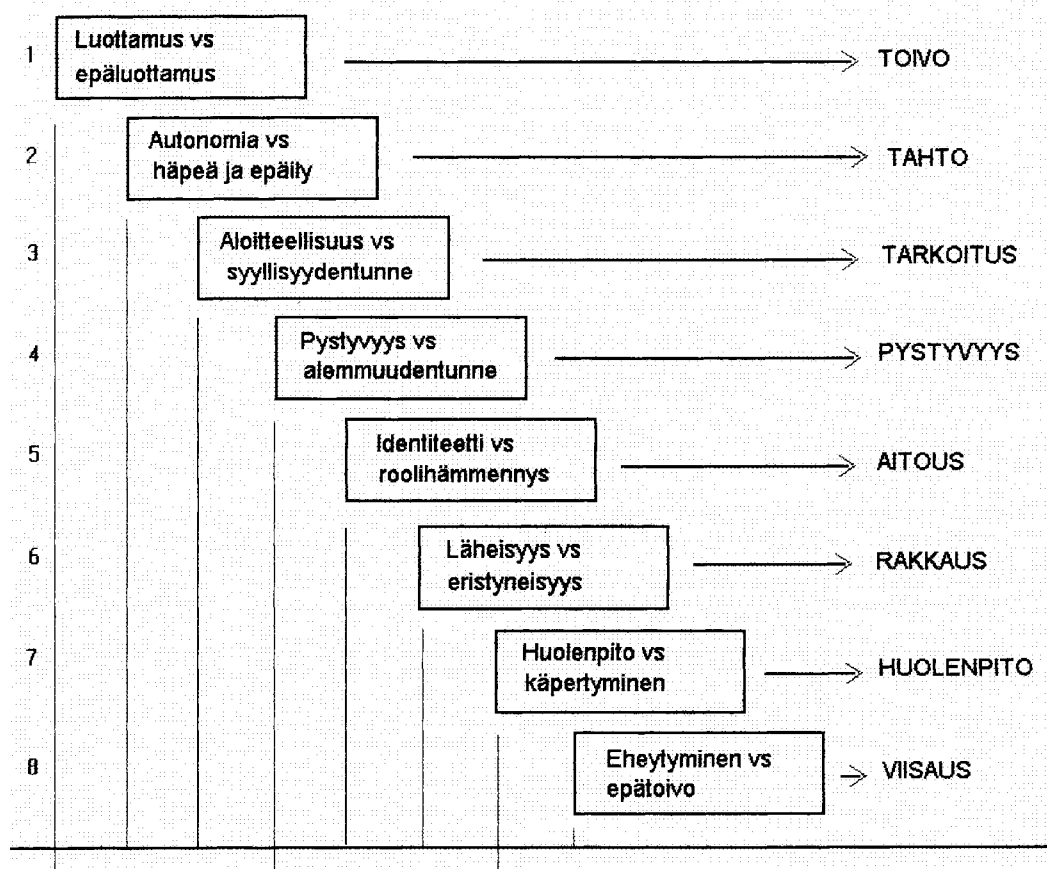 1
Luottamus vs
epäluottamus
TOIVO
2
Autonomia vs
häpeä ja epäily
TAHTO
3
Aloitteellisuus vs
syyllisyydentunne
TARKOITUS
4
Pystyvyys vs
alemmuudentunne
PYSTYVYYS
5
Identiteetti vs
roolihämmennys
AITOUS
6
Läheisyys vs
eristyneisyys
RAKKAUS
7
Huolenpito vs
käpertyminen
HUOLENPITO
8
Eheytyminen vs
epätoivo
VIISAUS